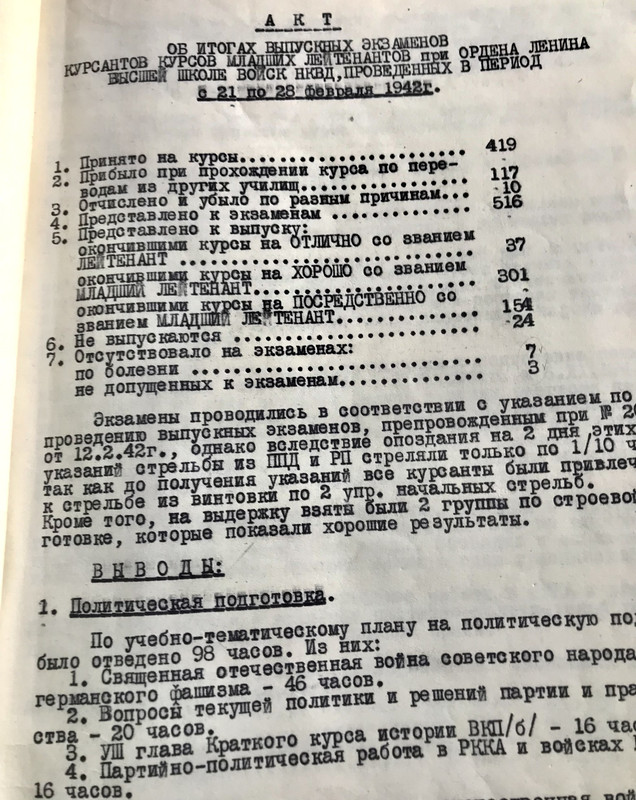 А К Т
ОБ ИТОГАХ ВЫПУСКНЫХ ЭКЗАМЕНОВ
КУРСАНТОВ КУРСОВ МЛАДШИХ ЛЕЙТЕНАНТОВ при ОРДЕНА ЛЕНИНА
ВЫСШЕЙ ШКОЛЕ ВОЙСК НКВД, ПРОВЕДЕННЫХ В ПЕРИОД
с 21 по 28 февраля 1942г.
1. Принято на курсы........................ 419
2. Прибыло при прохождении курса по пере-
водам из других училищ................ 117
3. Отчислено и убыло по разным причинам... 10
4. Представлено к экзаменам .............. 516
5. Представлено к выпуску:
окончившими курсы на ОТЛИЧНО со званием
ЛЕЙТЕНАНТ ............................. 37
окончившими курсы на ХОРОШО со званием
МЛАДШИЙ ЛЕЙТЕНАНТ...................... 301
окончившими курсы на ПОСРЕДСТВЕННО со
званием МЛАДШИЙ ЛЕЙТЕНАНТ.............. 154
6. Не выпускаются ........................ 24
7. Отсутствовало на экзаменах:
по болезни ............................ 7
не допущенных к экзаменам.............. 3
Экзамены проводились в соответствии с указанием по
проведению выпускных экзаменов, препровожденным при № 20
от 12.2.42г., однако вследствие опоздания на 2 дня этих
указаний стрельбы из ППД и РП стреляли только по 1/10 ч
так как до получения указаний все курсанты были привлеч
к стрельбе из винтовки по 2 упр. начальных стрельб.
Кроме того, на выдержку взяты были 2 группы по строевой
готовке, которые показали хорошие результаты.
В Ы В О Д Ы:
1. Политическая подготовка.
По учебно-тематическому плану на политическую под
было отведено 98 часов. Из них:
1. Священная отечественная война советского народа
германского фашизма - 46 часов.
2. Вопросы текущей политики и решений партии и пра
ства - 20 часов.
3. УШ глава Краткого курса истории ВКП/б/ - 16 час
4. Партийно-политическая работа в РККА и войсках
16 часов.